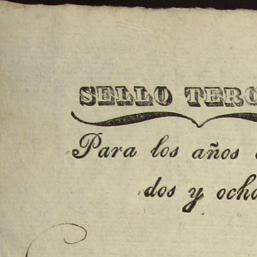 SELLO TERC
Para los años
dos y ocho